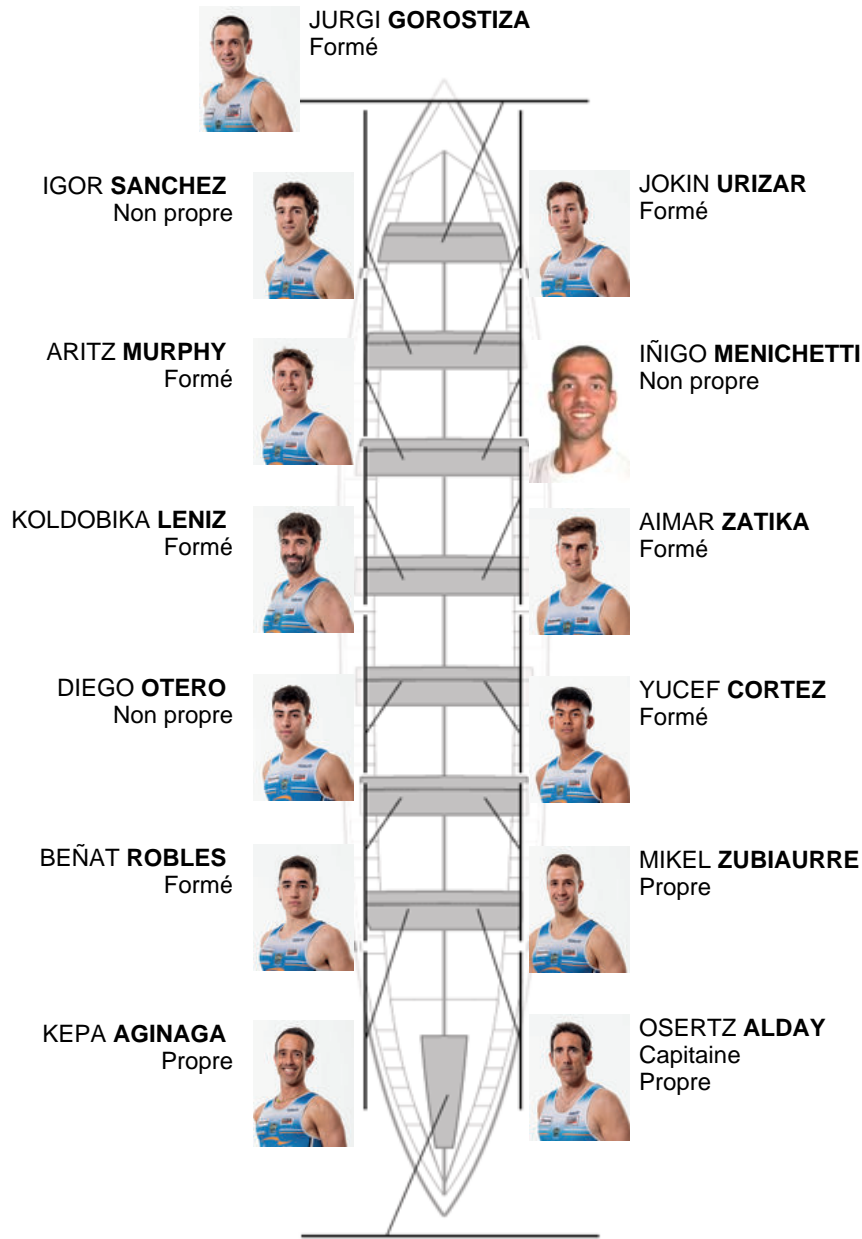 JURGI GOROSTIZA
Formé
IGOR SANCHEZ
Non propre
JOKIN URIZAR
Formé
ARITZ MURPHY
Formé
IÑIGO MENICHETTI
Non propre
KOLDOBIKA LENIZ
Formé
AIMAR ZATIKA
Formé
DIEGO OTERO
Non propre
YUCEF CORTEZ
Formé
BEÑAT ROBLES
Formé
MIKEL ZUBIAURRE
Propre
KEPA AGINAGA
Propre
OSERTZ ALDAY
Capitaine
Propre